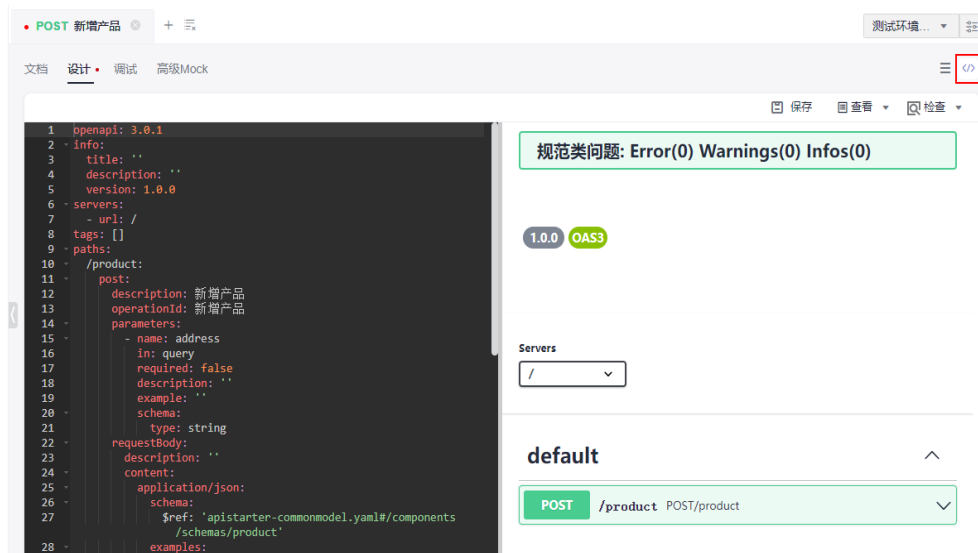 POST 新增产品
测试环境...
文档 设计 调试 高级Mock
保存 查看 检查
1 openapi: 3.0.1
2 info:
3 title: ''
4 description: ''
5 version: 1.0.0
6 servers:
7 - url: /
8 tags: []
9 paths:
10 /product:
11 post:
12 description: 新增产品
13 operationId: 新增产品
14 parameters:
15 - name: address
16 in: query
17 required: false
18 description: ''
19 example: ''
20 schema:
21 type: string
22 requestBody:
23 description: ''
24 content:
25 application/json:
26 schema:
27 $ref: 'apistarter-commonmodel.yaml#/components
/schemas/product'
28 examples:
规范类问题: Error(0) Warnings(0) Infos(0)
1.0.0 OAS3
Servers
/
default
POST /product POST/product